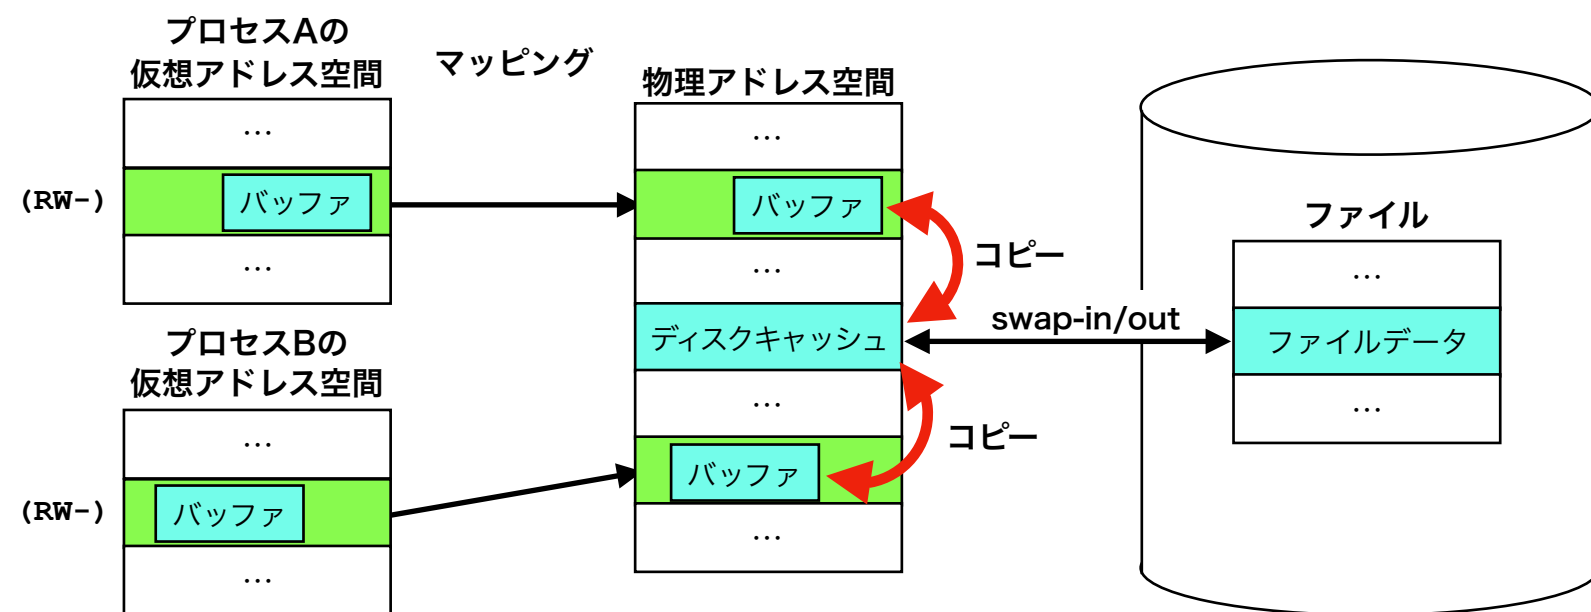 プロセスAの
仮想アドレス空間
マッピング
物理アドレス空間
…
…
(RW-)
バッファ
バッファ
ファイル
…
…
…
コピー
ディスクキャッシュ
swap-in/out
ファイルデータ
プロセスBの
仮想アドレス空間
…
…
…
コピー
(RW-)
バッファ
バッファ
…
…